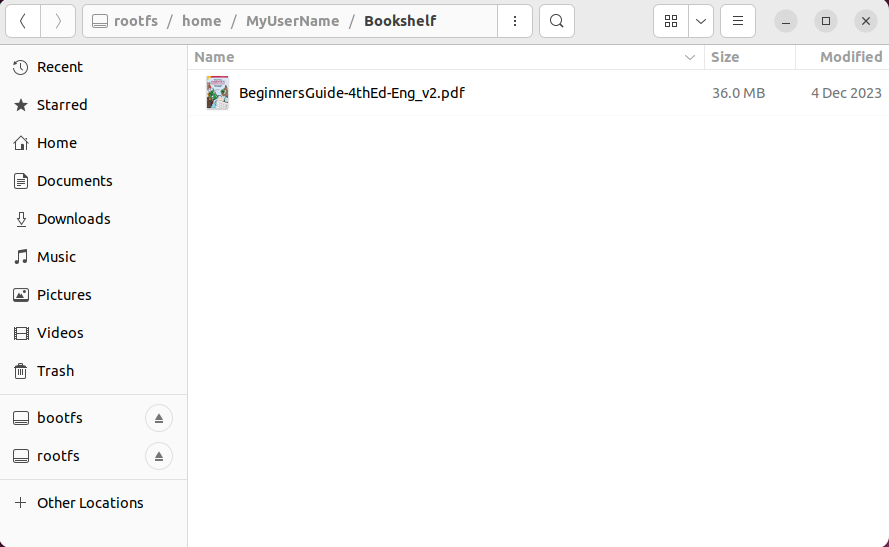 rootfs / home / MyUserName / Bookshelf
Name Size Modified
Recent
BeginnersGuide-4thEd-Eng_v2.pdf 36.0 MB 4 Dec 2023
Starred
Home
Documents
Downloads
Music
Pictures
Videos
Trash
bootfs
rootfs
Other Locations